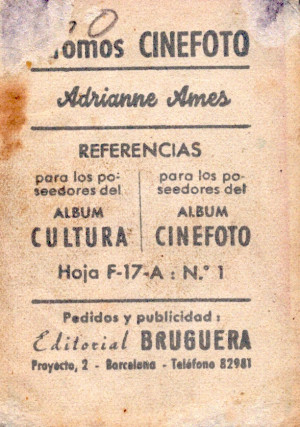 romos CINEFOTO
Adrianne Ames
REFERENCIAS
para los po-
seedores del
ALBUM
CULTURA
para los po-
seedores del
ALBUM
CINEFOTO
Hoja F-17-A : N.° 1
Pedidos y publicidad :
Editorial BRUGUERA
Proyecto, 2 - Barcelona - Teléfono 82981